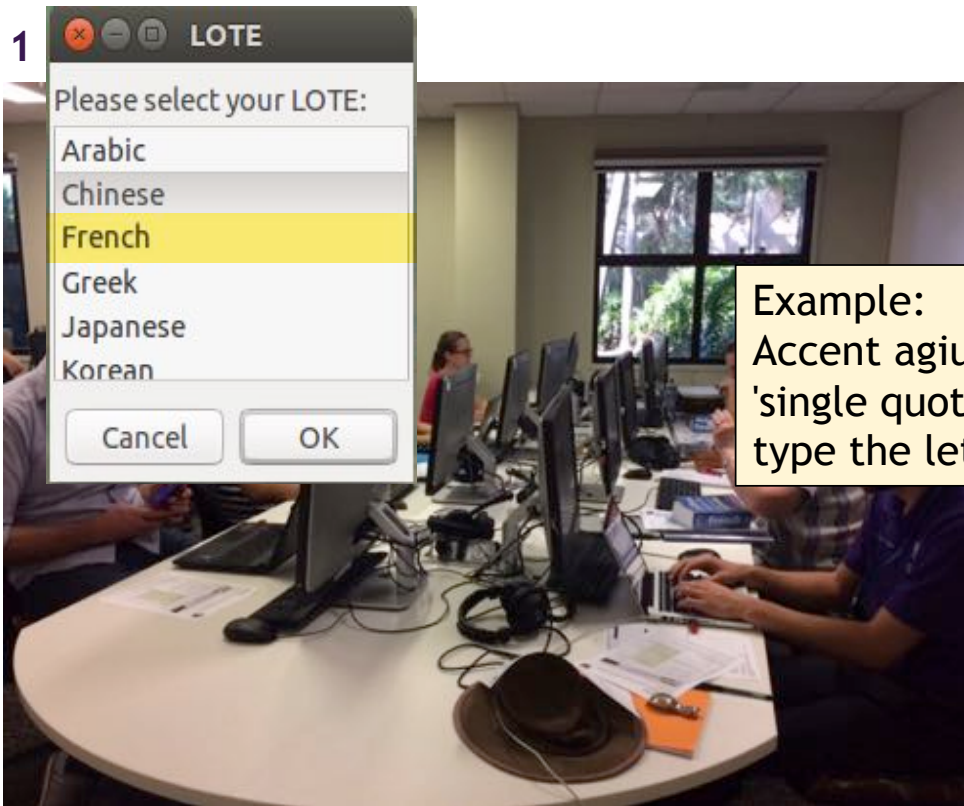 1
LOTE
Please select your LOTE:
Arabic
Chinese
French
Greek
Japanese
Korean
Cancel
OK
Example:
Accent agiu
'single quot
type the let